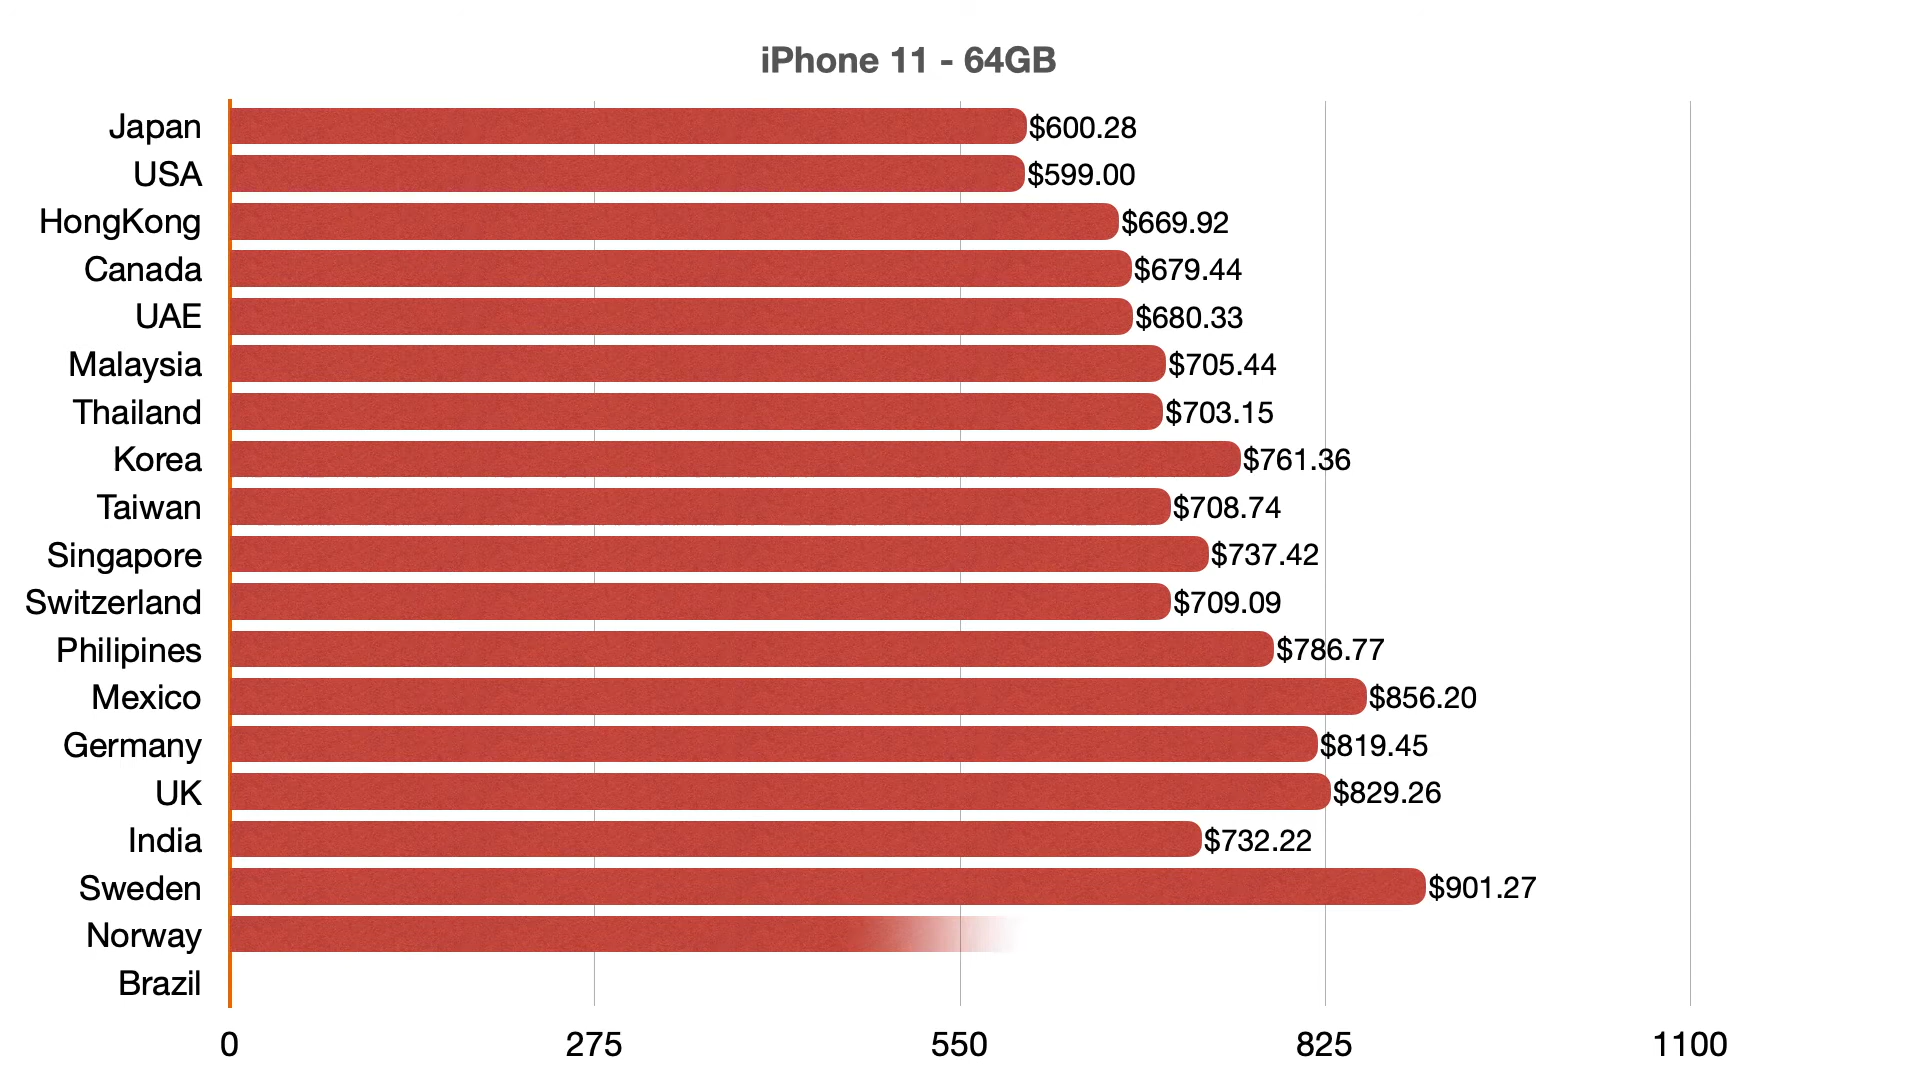 iPhone 11 - 64GB
Japan $600.28
USA $599.00
HongKong $669.92
Canada $679.44
UAE $680.33
Malaysia $705.44
Thailand $703.15
Korea $761.36
Taiwan $708.74
Singapore $737.42
Switzerland $709.09
Philipines $786.77
Mexico $856.20
Germany $819.45
UK $829.26
India $732.22
Sweden $901.27
Norway
Brazil
0 275 550 825 1100